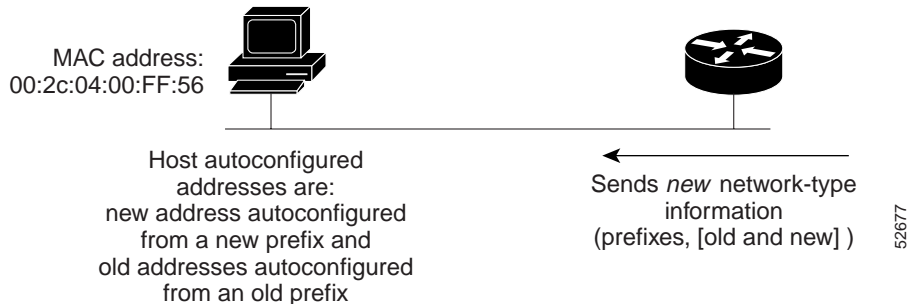 MAC address:
00:2c:04:00:FF:56
Host autoconfigured
addresses are:
new address autoconfigured
from a new prefix and
old addresses autoconfigured
from an old prefix
Sends new network-type
information
(prefixes, [old and new] )
52677